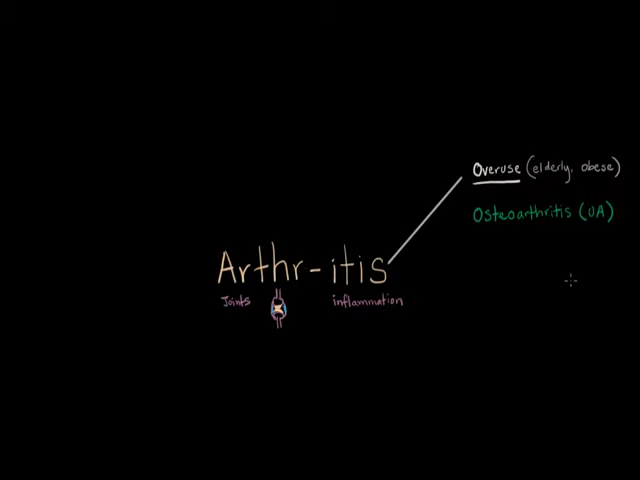 Overuse (elderly, obese)
Osteoarthritis (OA)
Arthr-itis
Joints inflammation